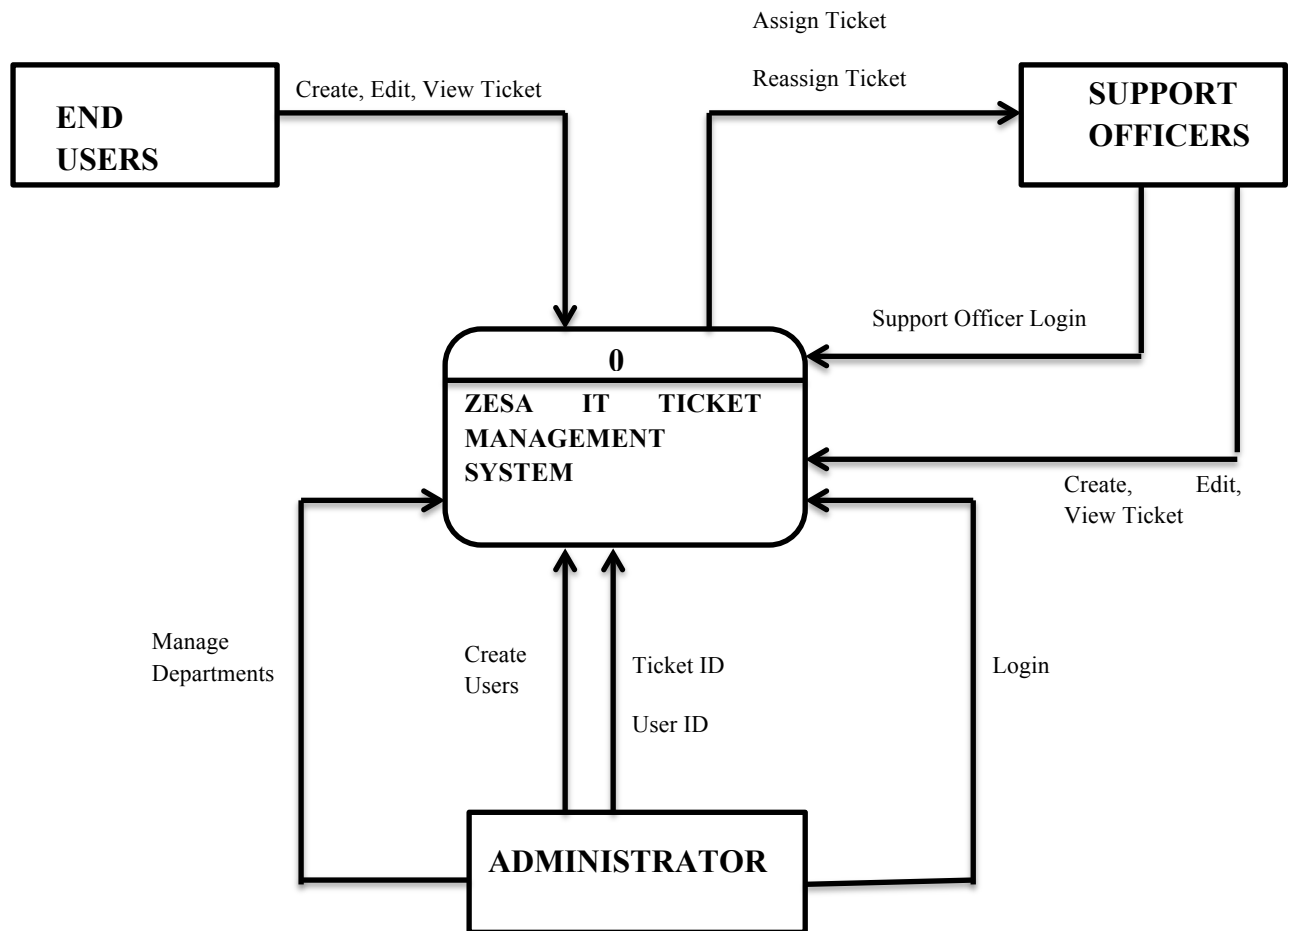 Assign Ticket
Reassign Ticket
Create, Edit, View Ticket
END
USERS
SUPPORT
OFFICERS
Support Officer Login
0
ZESA IT TICKET
MANAGEMENT
SYSTEM
Create, Edit,
View Ticket
Manage
Departments
Create
Users
Ticket ID
User ID
Login
ADMINISTRATOR